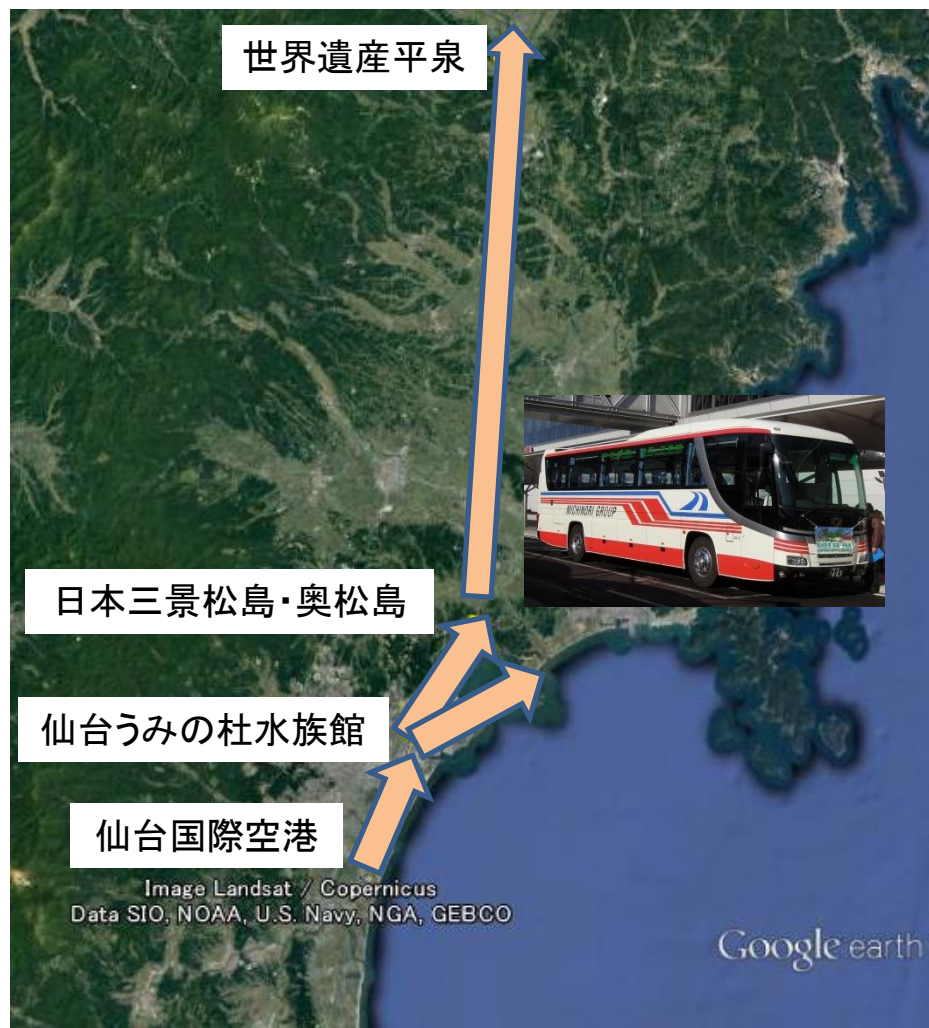 世界遺産平泉
MICHINORI GROUP
日本三景松島・奥松島
仙台うみの杜水族館
仙台国際空港
Image Landsat / Copernicus
Data SIO, NOAA, U.S. Navy, NGA, GEBCO
Google earth